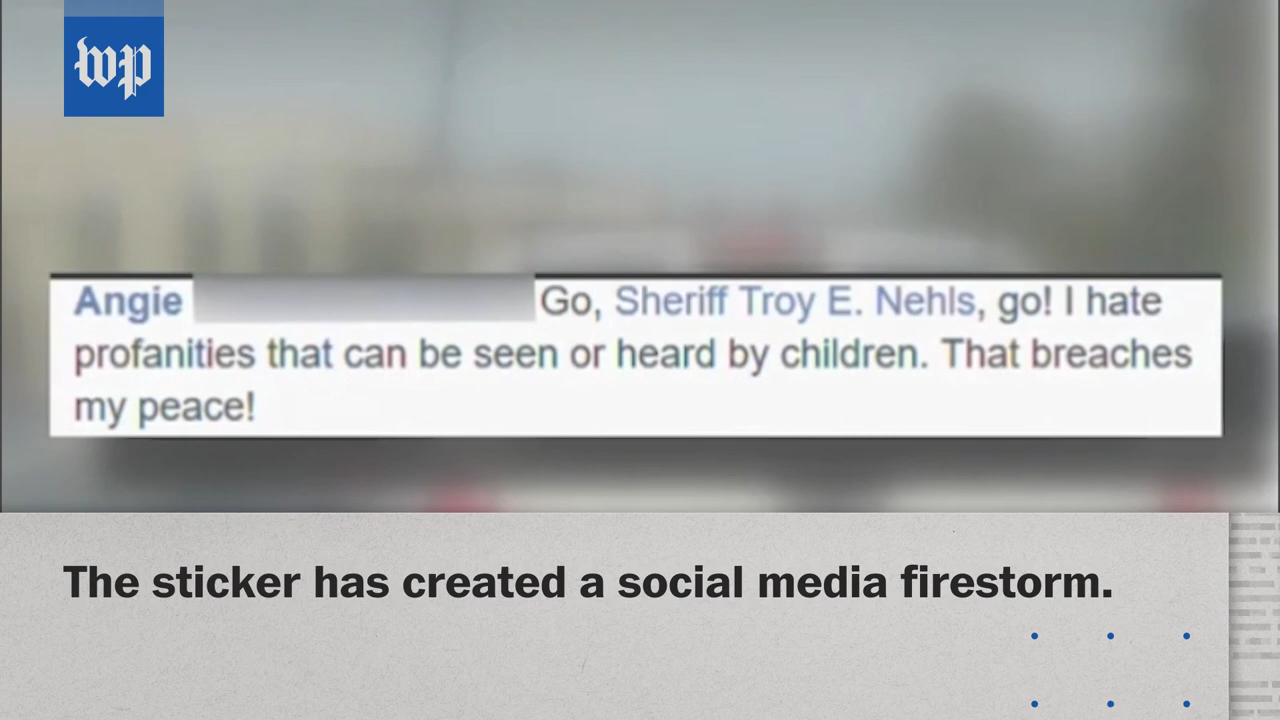 wp
Angie Go, Sheriff Troy E. Nehls, go! I hate
profanities that can be seen or heard by children. That breaches
my peace!
The sticker has created a social media firestorm.